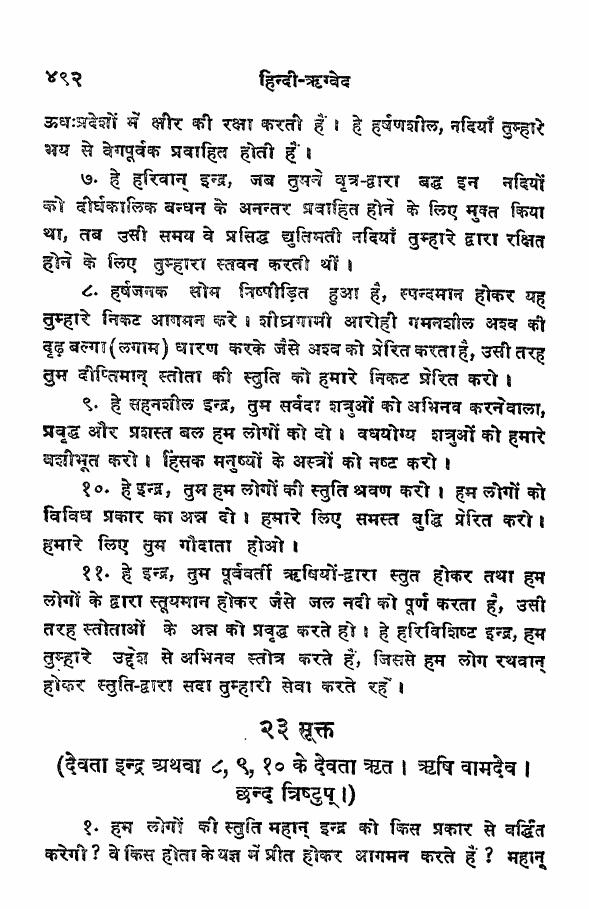 ४९२ हिन्दी-ऋग्वेद
ऊधःप्रदेशों में क्षीर की रक्षा करती हैं । हे हर्षणशील, नदियाँ तुम्हारे
भय से वेगपूर्वक प्रवाहित होती हैं ।
७. हे हरिवान् इन्द्र, जब तुमने वृत्र-द्वारा बद्ध इन नदियों
को दीर्घकालिक बन्धन के अनन्तर प्रवाहित होने के लिए मुक्त किया
था, तब उसी समय वे प्रसिद्ध द्युतिमती नदियाँ तुम्हारे द्वारा रक्षित
होने के लिए तुम्हारा स्तवन करती थीं ।
८. हर्षजनक सोम निष्पीड़ित हुआ है, स्पन्दमान होकर यह
तुम्हारे निकट आगमन करे । शीघ्रगामी आरोही गमनशील अश्व की
दृढ़ बल्गा (लगाम) धारण करके जैसे अश्व को प्रेरित करता है, उसी तरह
तुम दीप्तिमान् स्तोता की स्तुति को हमारे निकट प्रेरित करो ।
९. हे सहनशील इन्द्र, तुम सर्वदा शत्रुओं को अभिनव करनेवाला,
प्रवृद्ध और प्रशस्त बल हम लोगों को दो । वधयोग्य शत्रुओं को हमारे
वशीभूत करो । हिंसक मनुष्यों के अस्त्रों को नष्ट करो ।
१०. हे इन्द्र, तुम हम लोगों की स्तुति श्रवण करो । हम लोगों को
विविध प्रकार का अन्न दो । हमारे लिए समस्त बुद्धि प्रेरित करो ।
हमारे लिए तुम गौदाता होओ ।
११. हे इन्द्र, तुम पूर्ववर्ती ऋषियों-द्वारा स्तुत होकर तथा हम
लोगों के द्वारा स्तूयमान होकर जैसे जल नदी को पूर्ण करता है, उसी
तरह स्तोताओं के अन्न को प्रवृद्ध करते हो । हे हरिविशिष्ट इन्द्र, हम
तुम्हारे उद्देश से अभिनव स्तोत्र करते हैं, जिससे हम लोग रथवान्
होकर स्तुति-द्वारा सदा तुम्हारी सेवा करते रहें ।
२३ सूक्त
(देवता इन्द्र अथवा ८, ९, १० के देवता ऋत । ऋषि वामदेव ।
छन्द त्रिष्टुप् ।)
१. हम लोगों की स्तुति महान् इन्द्र को किस प्रकार से वर्द्धित
करेगी ? वे किस होता के यज्ञ में प्रीत होकर आगमन करते हैं ? महान्